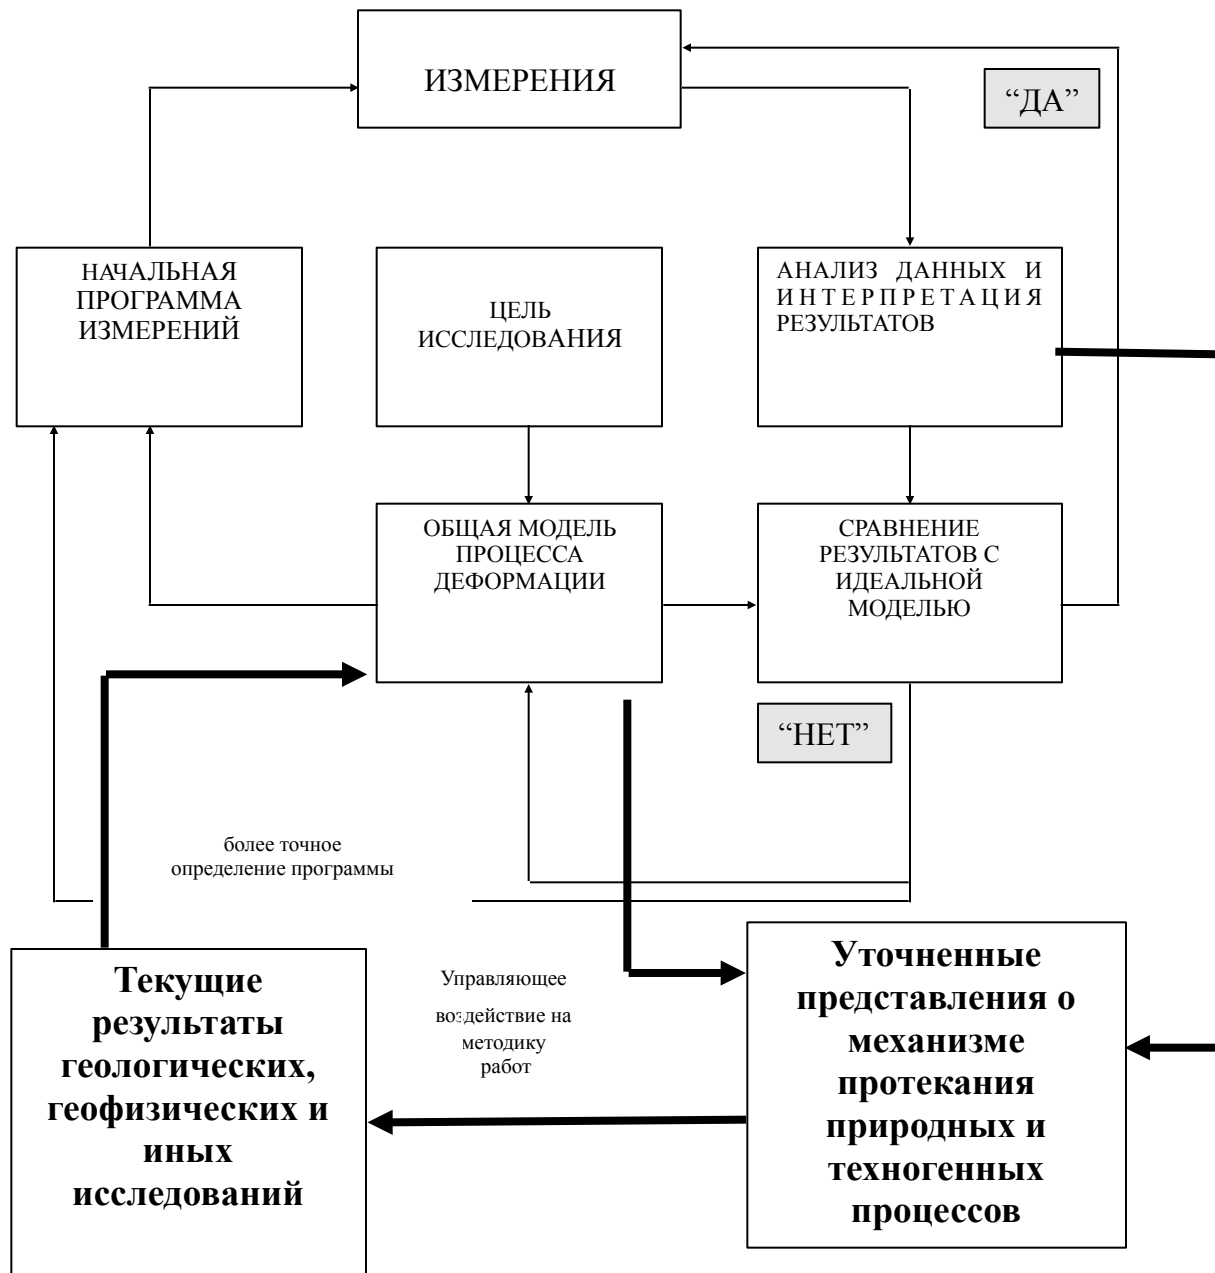 ИЗМЕРЕНИЯ
“ДА”
НАЧАЛЬНАЯ
ПРОГРАММА
ИЗМЕРЕНИЙ
ЦЕЛЬ
ИССЛЕДОВАНИЯ
АНАЛИЗ ДАННЫХ И
ИНТЕРПРЕТАЦИЯ
РЕЗУЛЬТАТОВ
ОБЩАЯ МОДЕЛЬ
ПРОЦЕССА
ДЕФОРМАЦИИ
СРАВНЕНИЕ
РЕЗУЛЬТАТОВ С
ИДЕАЛЬНОЙ
МОДЕЛЬЮ
“НЕТ”
более точное
определение программы
Текущие
результаты
геологических,
геофизических и
иных
исследований
Управляющее
воздействие на
методику
работ
Уточненные
представления о
механизме
протекания
природных и
техногенных
процессов